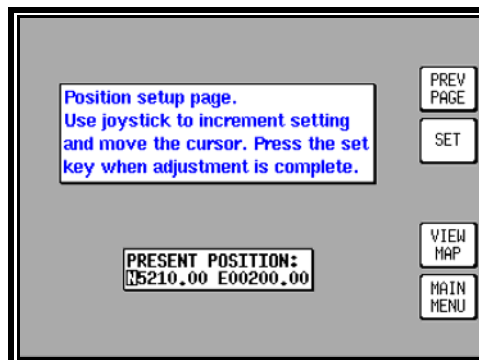 Position setup page.
Use joystick to increment setting
and move the cursor. Press the set
key when adjustment is complete.
PREV
PAGE
SET
PRESENT POSITION:
N5210.00 E00200.00
VIEW
MAP
MAIN
MENU